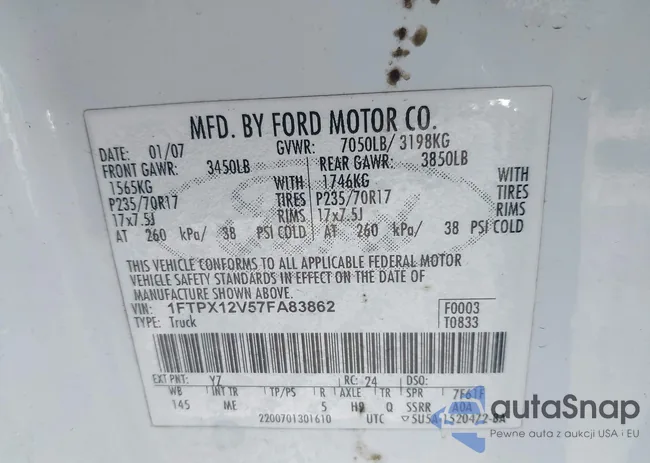 MFD. BY FORD MOTOR CO.
DATE: 01/07 GVWR: 7050LB/ 3198KG
FRONT GAWR: 3450LB REAR GAWR: 3850LB
1565KG WITH 1746KG WITH
P235/70R17 TIRES P235/70R17 TIRES
17x7.5J RIMS 17x7.5J RIMS
AT 260 kPa/ 38 PSI COLD AT 260 kPa/ 38 PSI COLD
THIS VEHICLE CONFORMS TO ALL APPLICABLE FEDERAL MOTOR
VEHICLE SAFETY STANDARDS IN EFFECT ON THE DATE OF
MANUFACTURE SHOWN ABOVE.
VIN: 1FTPX12V57FA83862 F0003
TYPE: Truck T0833
EXT PNT: YZ RC: 24 DSO:
WB INT TR TP/PS R AXLE TR SPR 7F61F
145 ME 5 H9 Q SSRR A0A
2200701301610 UTC
autoSnap
Pewne auta z aukcji USA i EU